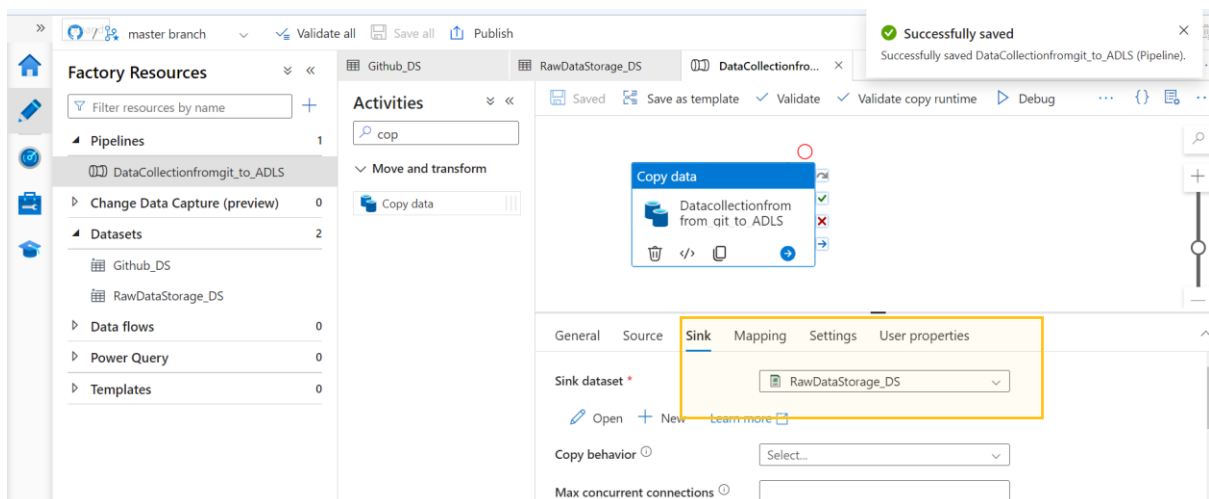 »
master branch
Validate all
Save all
Publish
Successfully saved
Successfully saved DataCollectionfromgit_to_ADLS (Pipeline).
Factory Resources
Filter resources by name
Pipelines 1
DataCollectionfromgit_to_ADLS
Change Data Capture (preview) 0
Datasets 2
Github_DS
RawDataStorage_DS
Data flows 0
Power Query 0
Templates 0
Github_DS
RawDataStorage_DS
DataCollectionfro...
Activities
cop
Move and transform
Copy data
Saved
Save as template
Validate
Validate copy runtime
Debug
...
{}
Copy data
Datacollectionfrom
from_git_to_ADLS
General
Source
Sink
Mapping
Settings
User properties
Sink dataset *
RawDataStorage_DS
Open
New
Learn more
Copy behavior
Select...
Max concurrent connections